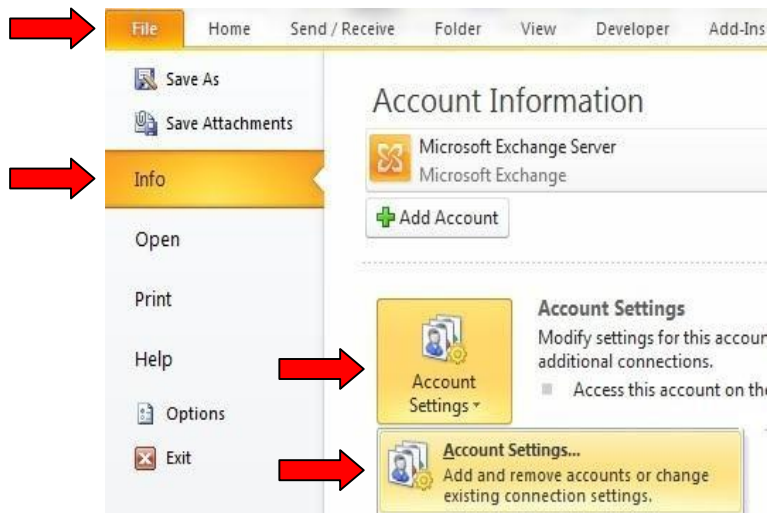 File Home Send / Receive Folder View Developer Add-Ins
Save As
Save Attachments
Info
Open
Print
Help
Options
Exit
Account Information
Microsoft Exchange Server
Microsoft Exchange
Add Account
Account Settings
Account Settings
Modify settings for this accoun
additional connections.
Access this account on the
Account Settings...
Add and remove accounts or change
existing connection settings.